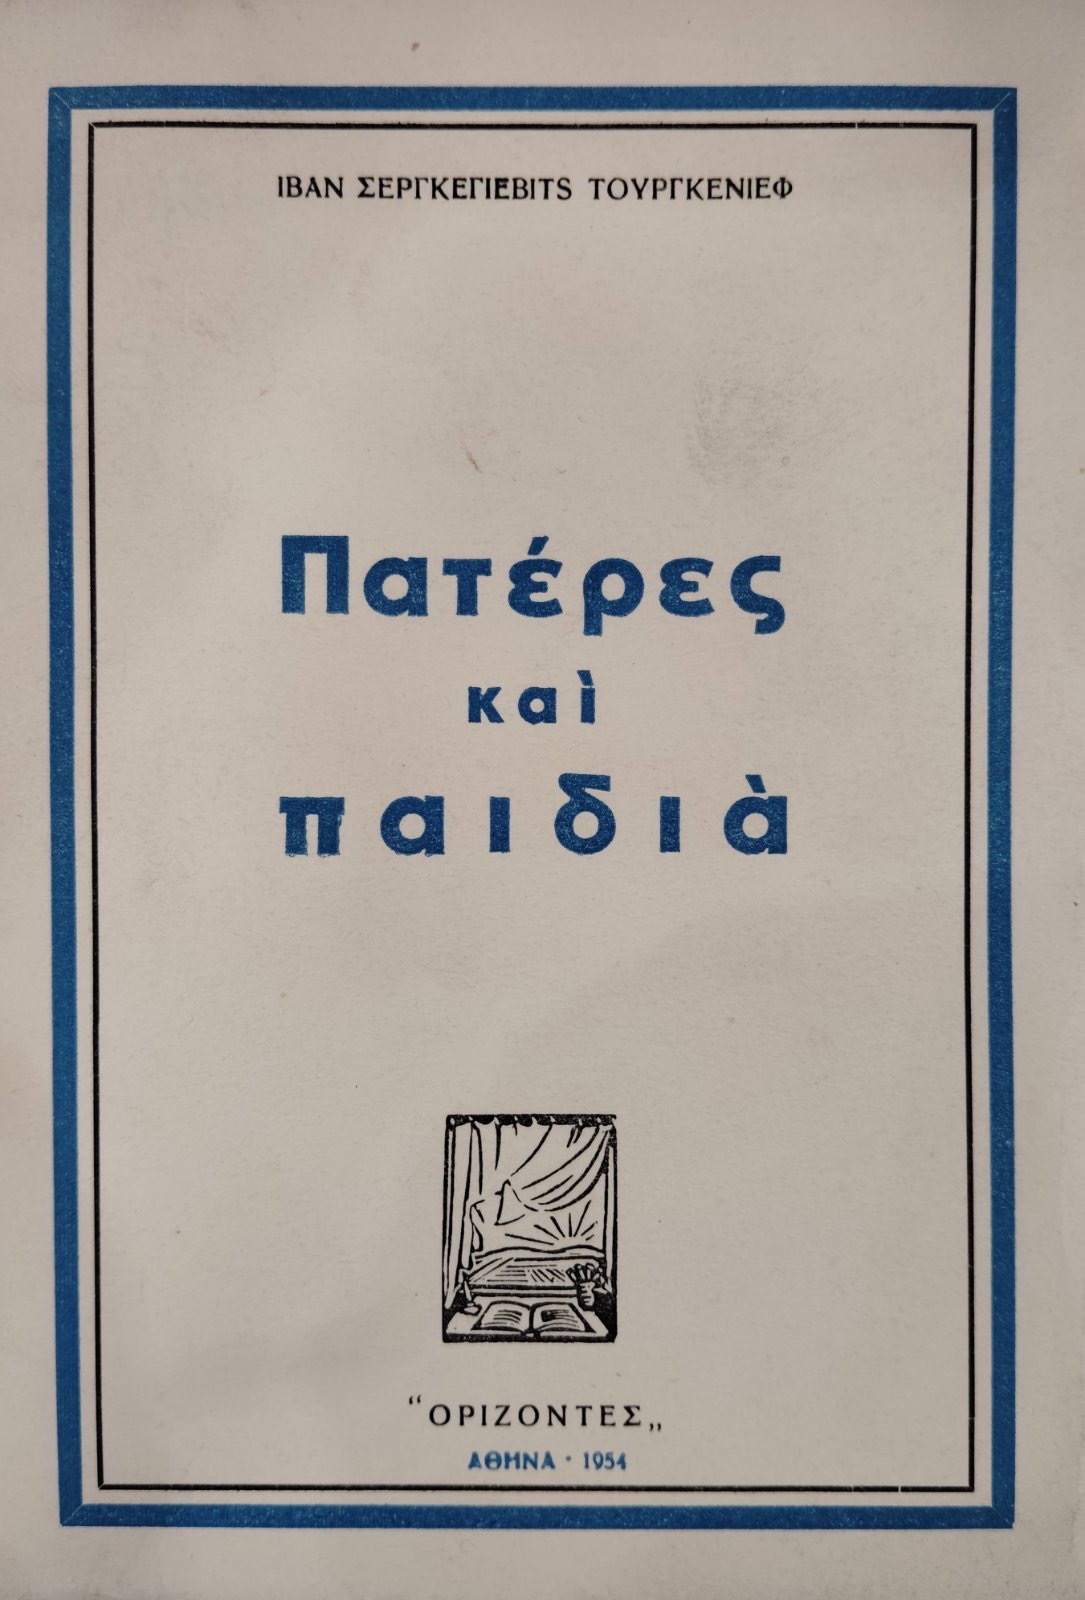 ΙΒΑΝ ΣΕΡΓΚΕΓΙΕΒΙΤS ΤΟΥΡΓΚΕΝΙΕΦ
Πατέρες
καὶ
παιδιὰ
“ΟΡΙΖΟΝΤΕΣ„
ΑΘΗΝΑ · 1954